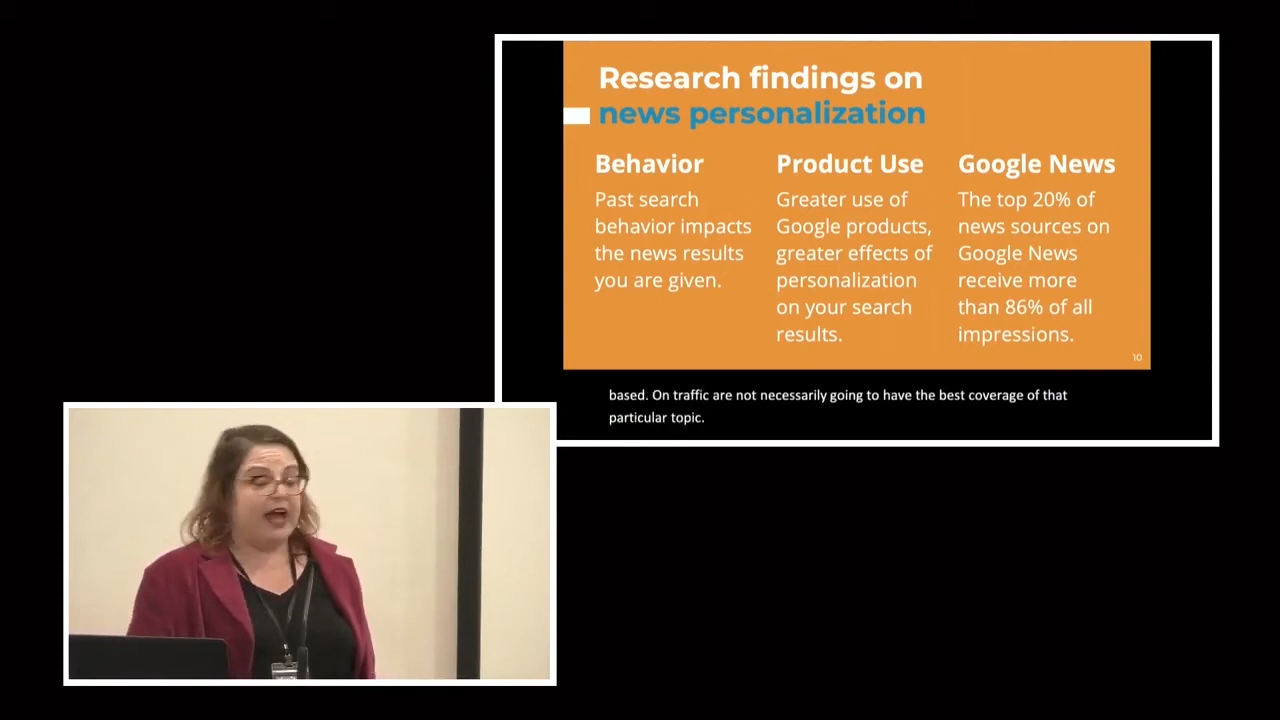 Research findings on
news personalization
Behavior
Past search
behavior impacts
the news results
you are given.
Product Use
Greater use of
Google products,
greater effects of
personalization
on your search
results.
Google News
The top 20% of
news sources on
Google News
receive more
than 86% of all
impressions.
10
based. On traffic are not necessarily going to have the best coverage of that
particular topic.